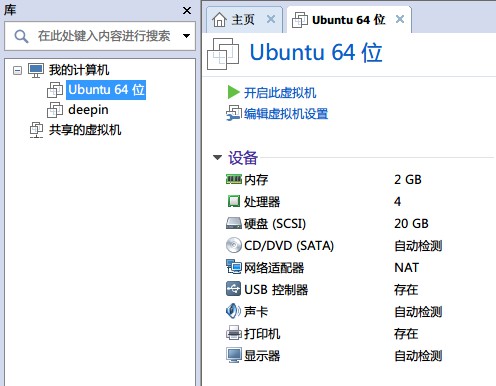 库
在此处键入内容进行搜索
我的计算机
Ubuntu 64 位
deepin
共享的虚拟机
主页
Ubuntu 64 位
Ubuntu 64 位
开启此虚拟机
编辑虚拟机设置
设备
内存 2 GB
处理器 4
硬盘 (SCSI) 20 GB
CD/DVD (SATA) 自动检测
网络适配器 NAT
USB 控制器 存在
声卡 自动检测
打印机 存在
显示器 自动检测